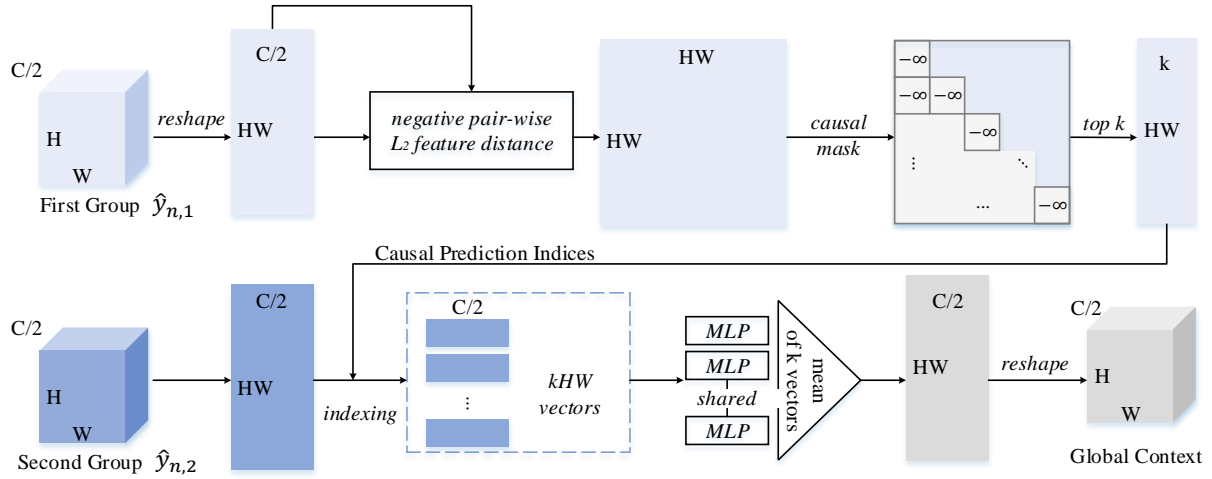 C/2
H
W
First Group ŷn,1
reshape
C/2
HW
negative pair-wise
L₂ feature distance
HW
HW
causal
mask
−∞
−∞ −∞
−∞
⋮ ⋱
...
−∞
top k
k
HW
Causal Prediction Indices
C/2
H
W
Second Group ŷn,2
C/2
HW
indexing
C/2
⋮
kHW
vectors
MLP
MLP
shared
MLP
mean
of k vectors
C/2
HW
reshape
C/2
H
W
Global Context